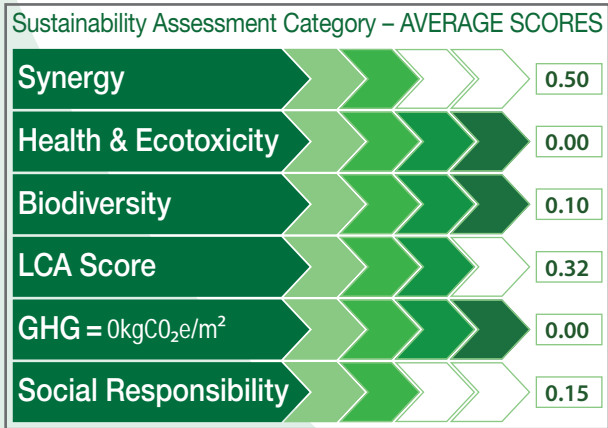 Sustainability Assessment Category – AVERAGE SCORES
Synergy 0.50
Health & Ecotoxicity 0.00
Biodiversity 0.10
LCA Score 0.32
GHG = 0kgC0₂e/m² 0.00
Social Responsibility 0.15